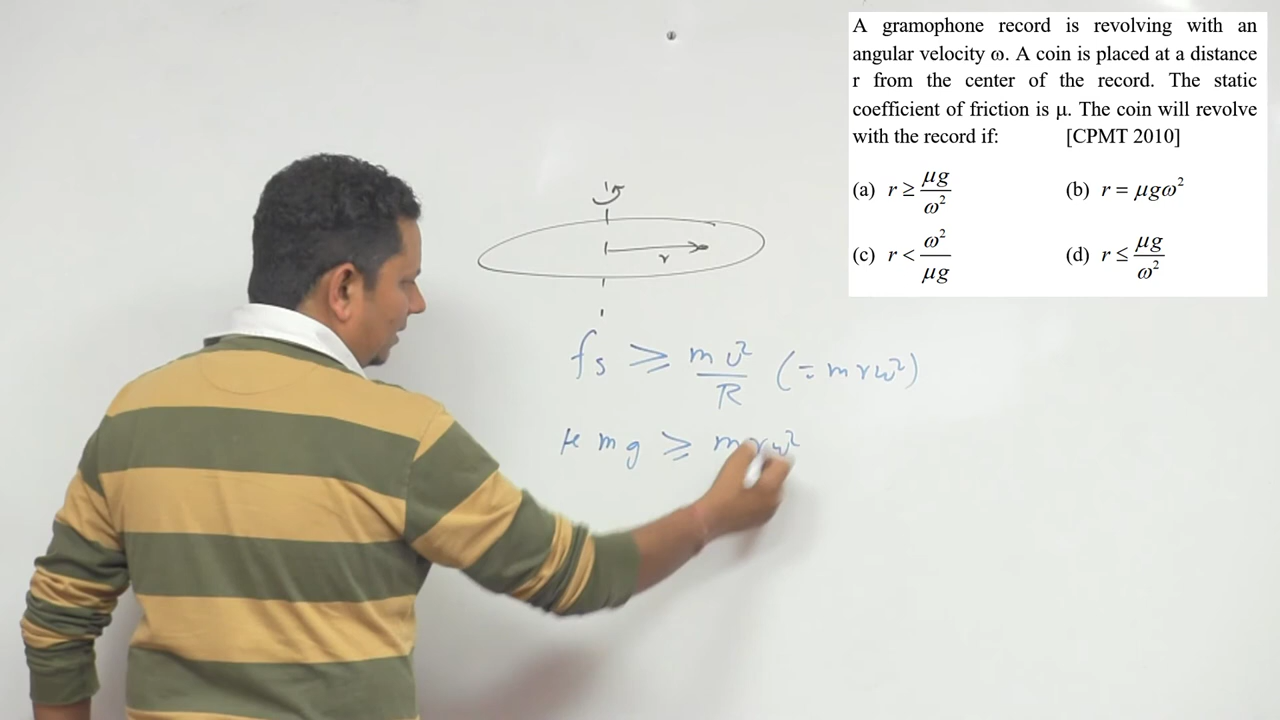 A gramophone record is revolving with an
angular velocity ω. A coin is placed at a distance
r from the center of the record. The static
coefficient of friction is μ. The coin will revolve
with the record if: [CPMT 2010]
(a) r ≥ μg/ω² (b) r = μgω²
(c) r < ω²/μg (d) r ≤ μg/ω²
r
fs ≥ mv²/R (= mrω²)
μ m g ≥ mrω²